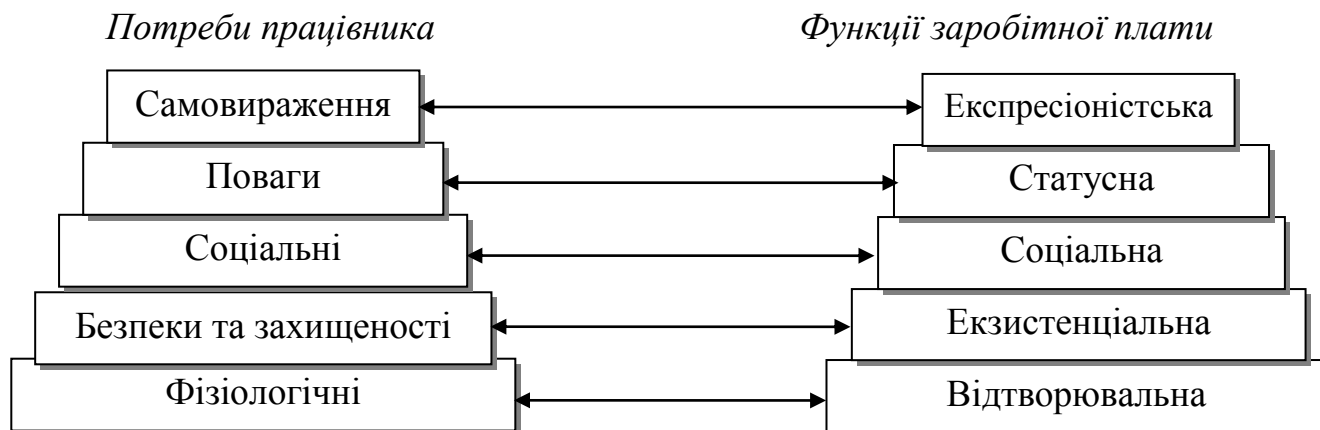 Потреби працівника Функції заробітної плати
Самовираження Експресіоністська
Поваги Статусна
Соціальні Соціальна
Безпеки та захищеності Екзистенціальна
Фізіологічні Відтворювальна